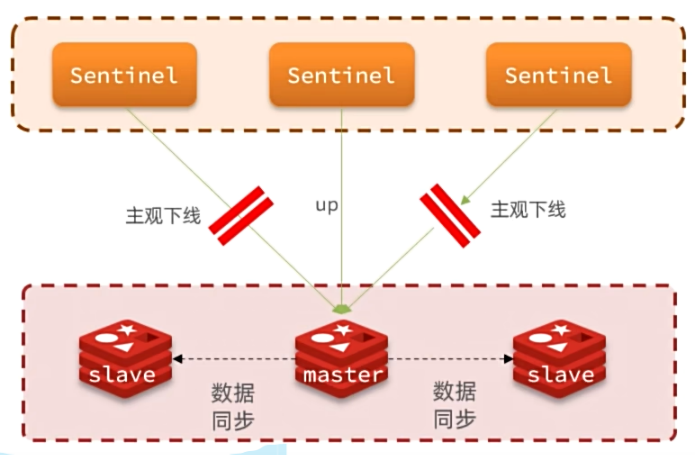 Sentinel Sentinel Sentinel
主观下线 up 主观下线
slave master slave
数据 数据
同步 同步